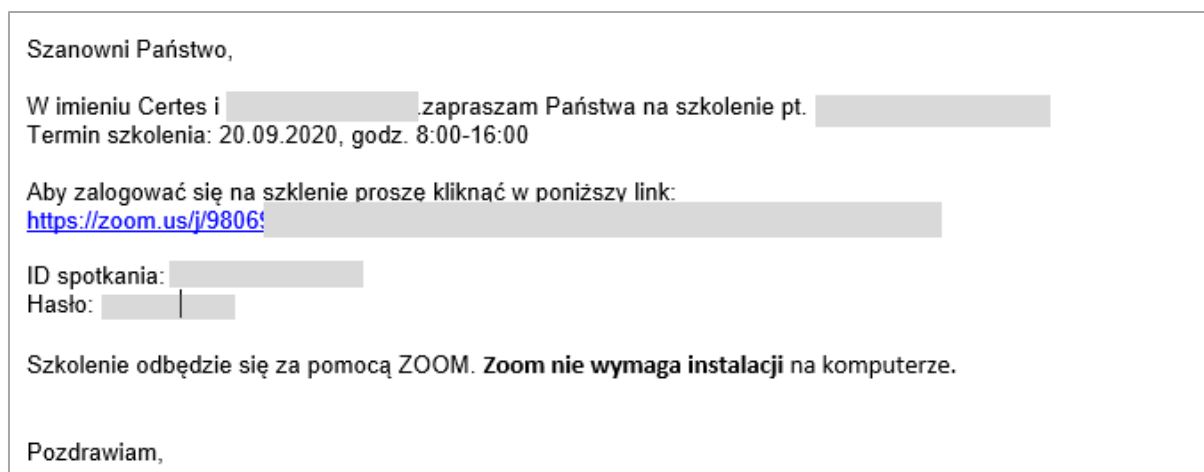 Szanowni Państwo,
W imieniu Certes i .zapraszam Państwa na szkolenie pt.
Termin szkolenia: 20.09.2020, godz. 8:00-16:00
Aby zalogować się na szklenie proszę kliknąć w poniższy link:
https://zoom.us/j/9806
ID spotkania:
Hasło:
Szkolenie odbędzie się za pomocą ZOOM. Zoom nie wymaga instalacji na komputerze.
Pozdrawiam,